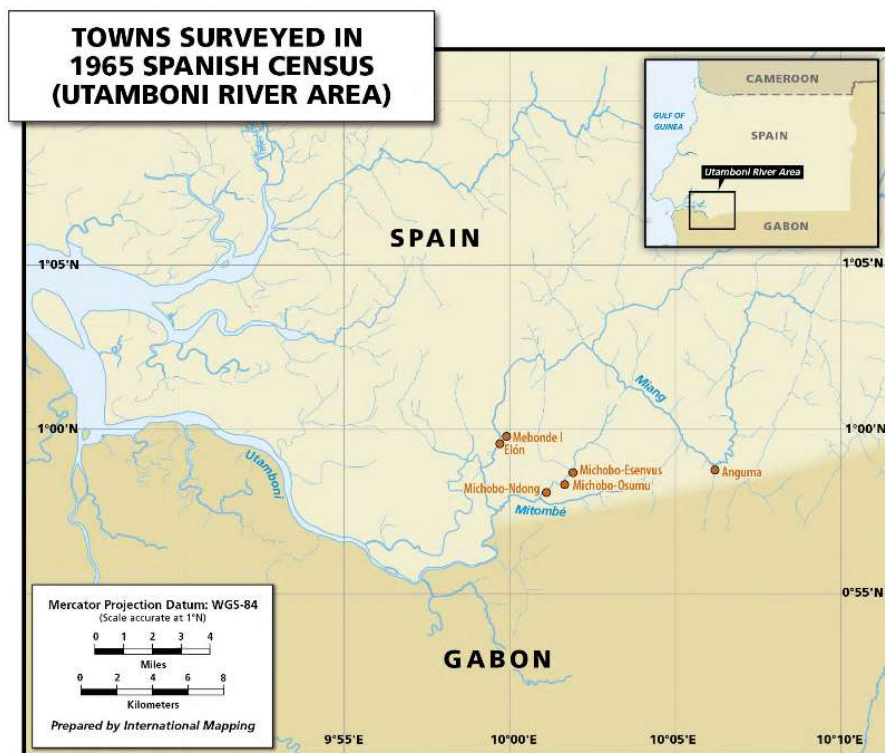 TOWNS SURVEYED IN
1965 SPANISH CENSUS
(UTAMBONI RIVER AREA)
CAMEROON
GULF OF
GUINEA
SPAIN
Utamboni River Area
GABON
SPAIN
1°05'N
1°05'N
Miang
1°00'N
1°00'N
Mebonde I
Elón
Utamboni
Michobo-Esenvus
Anguma
Michobo-Ndong
Michobo-Osumu
Mitombé
0°55'N
GABON
Mercator Projection Datum: WGS-84
(Scale accurate at 1°N)
0 1 2 3 4
Miles
0 2 4 6 8
Kilometers
Prepared by International Mapping
9°55'E
10°00'E
10°05'E
10°10'E